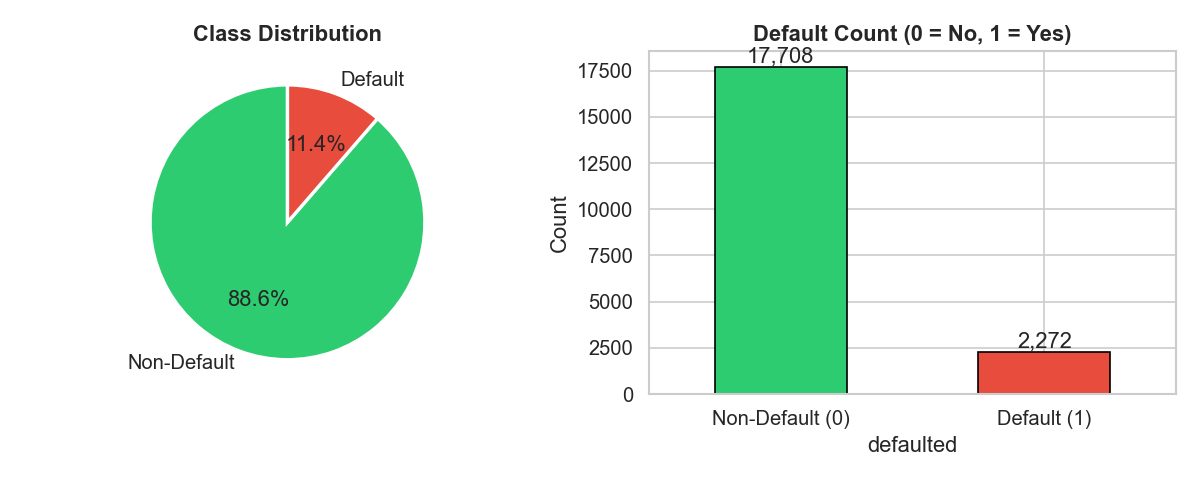 Class Distribution
Default
11.4%
88.6%
Non-Default
Default Count (0 = No, 1 = Yes)
17,708
17500
15000
12500
10000
7500
5000
2500
0
Count
2,272
Non-Default (0)
Default (1)
defaulted